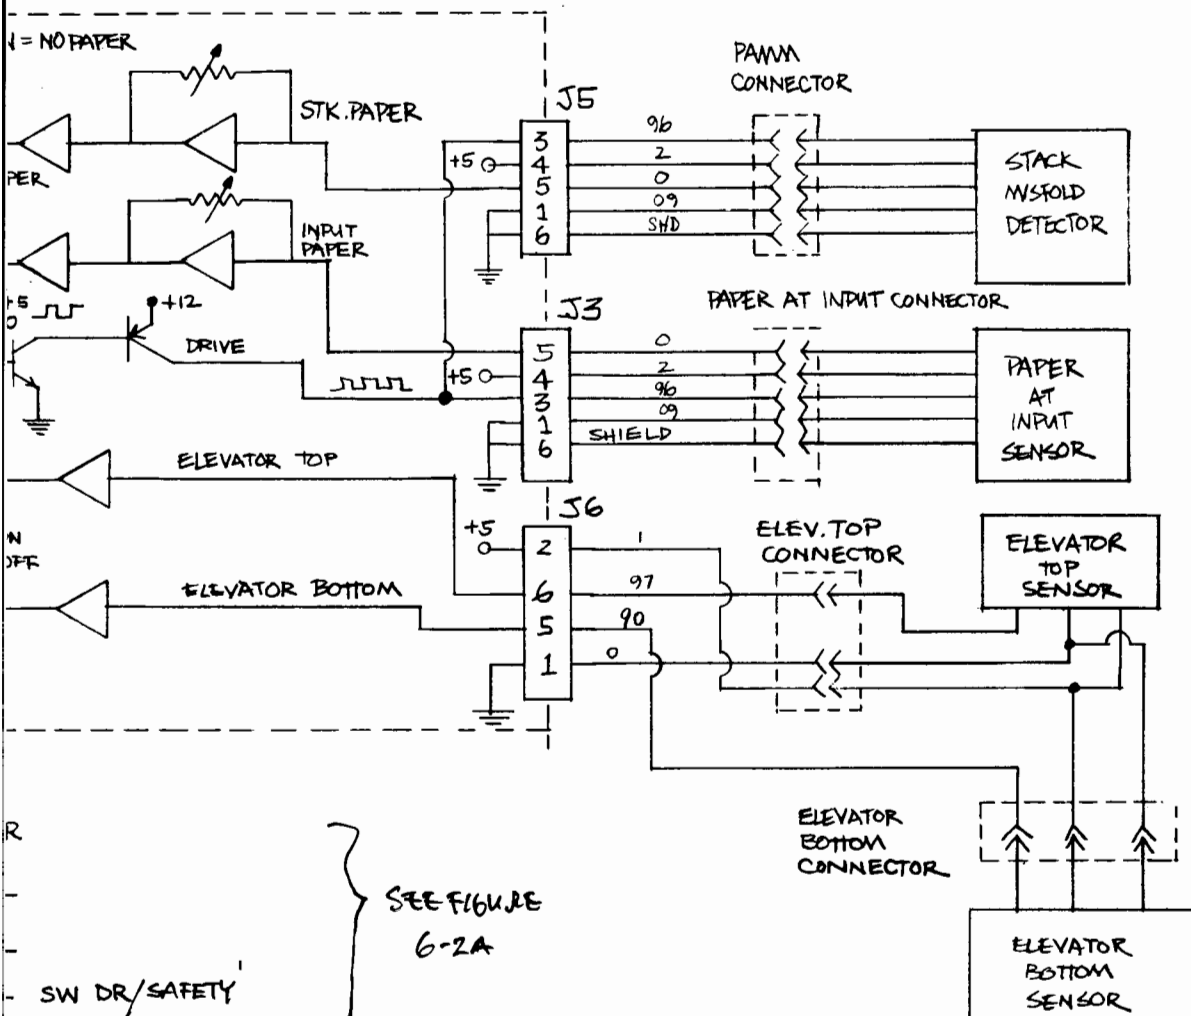 = NO PAPER
STK. PAPER
PER
INPUT
PAPER
+5
0
+12
DRIVE
ELEVATOR TOP
N
OFF
ELEVATOR BOTTOM
J5
3
4
5
1
6
+5
96
2
0
09
SHD
PAMM
CONNECTOR
STACK
MISFOLD
DETECTOR
J3
5
4
3
1
6
+5
0
2
96
09
SHIELD
PAPER AT INPUT CONNECTOR
PAPER
AT
INPUT
SENSOR
J6
2
6
5
1
+5
1
97
90
0
ELEV. TOP
CONNECTOR
ELEVATOR
TOP
SENSOR
ELEVATOR
BOTTOM
CONNECTOR
ELEVATOR
BOTTOM
SENSOR
R
SEE FIGURE
6-2A
SW DR/SAFETY